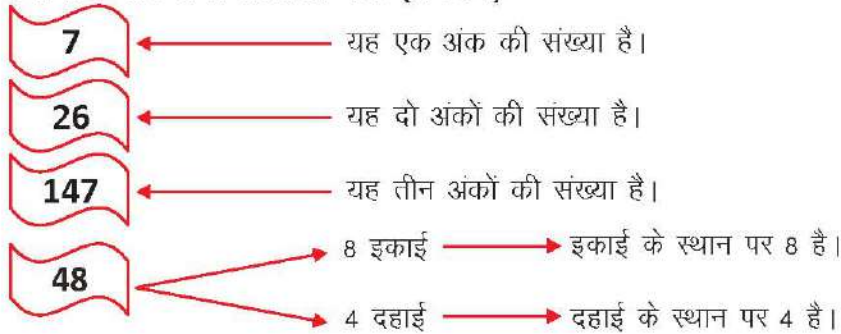 7 यह एक अंक की संख्या है।
26 यह दो अंकों की संख्या है।
147 यह तीन अंकों की संख्या है।
8 इकाई इकाई के स्थान पर 8 है।
48
4 दहाई दहाई के स्थान पर 4 है।